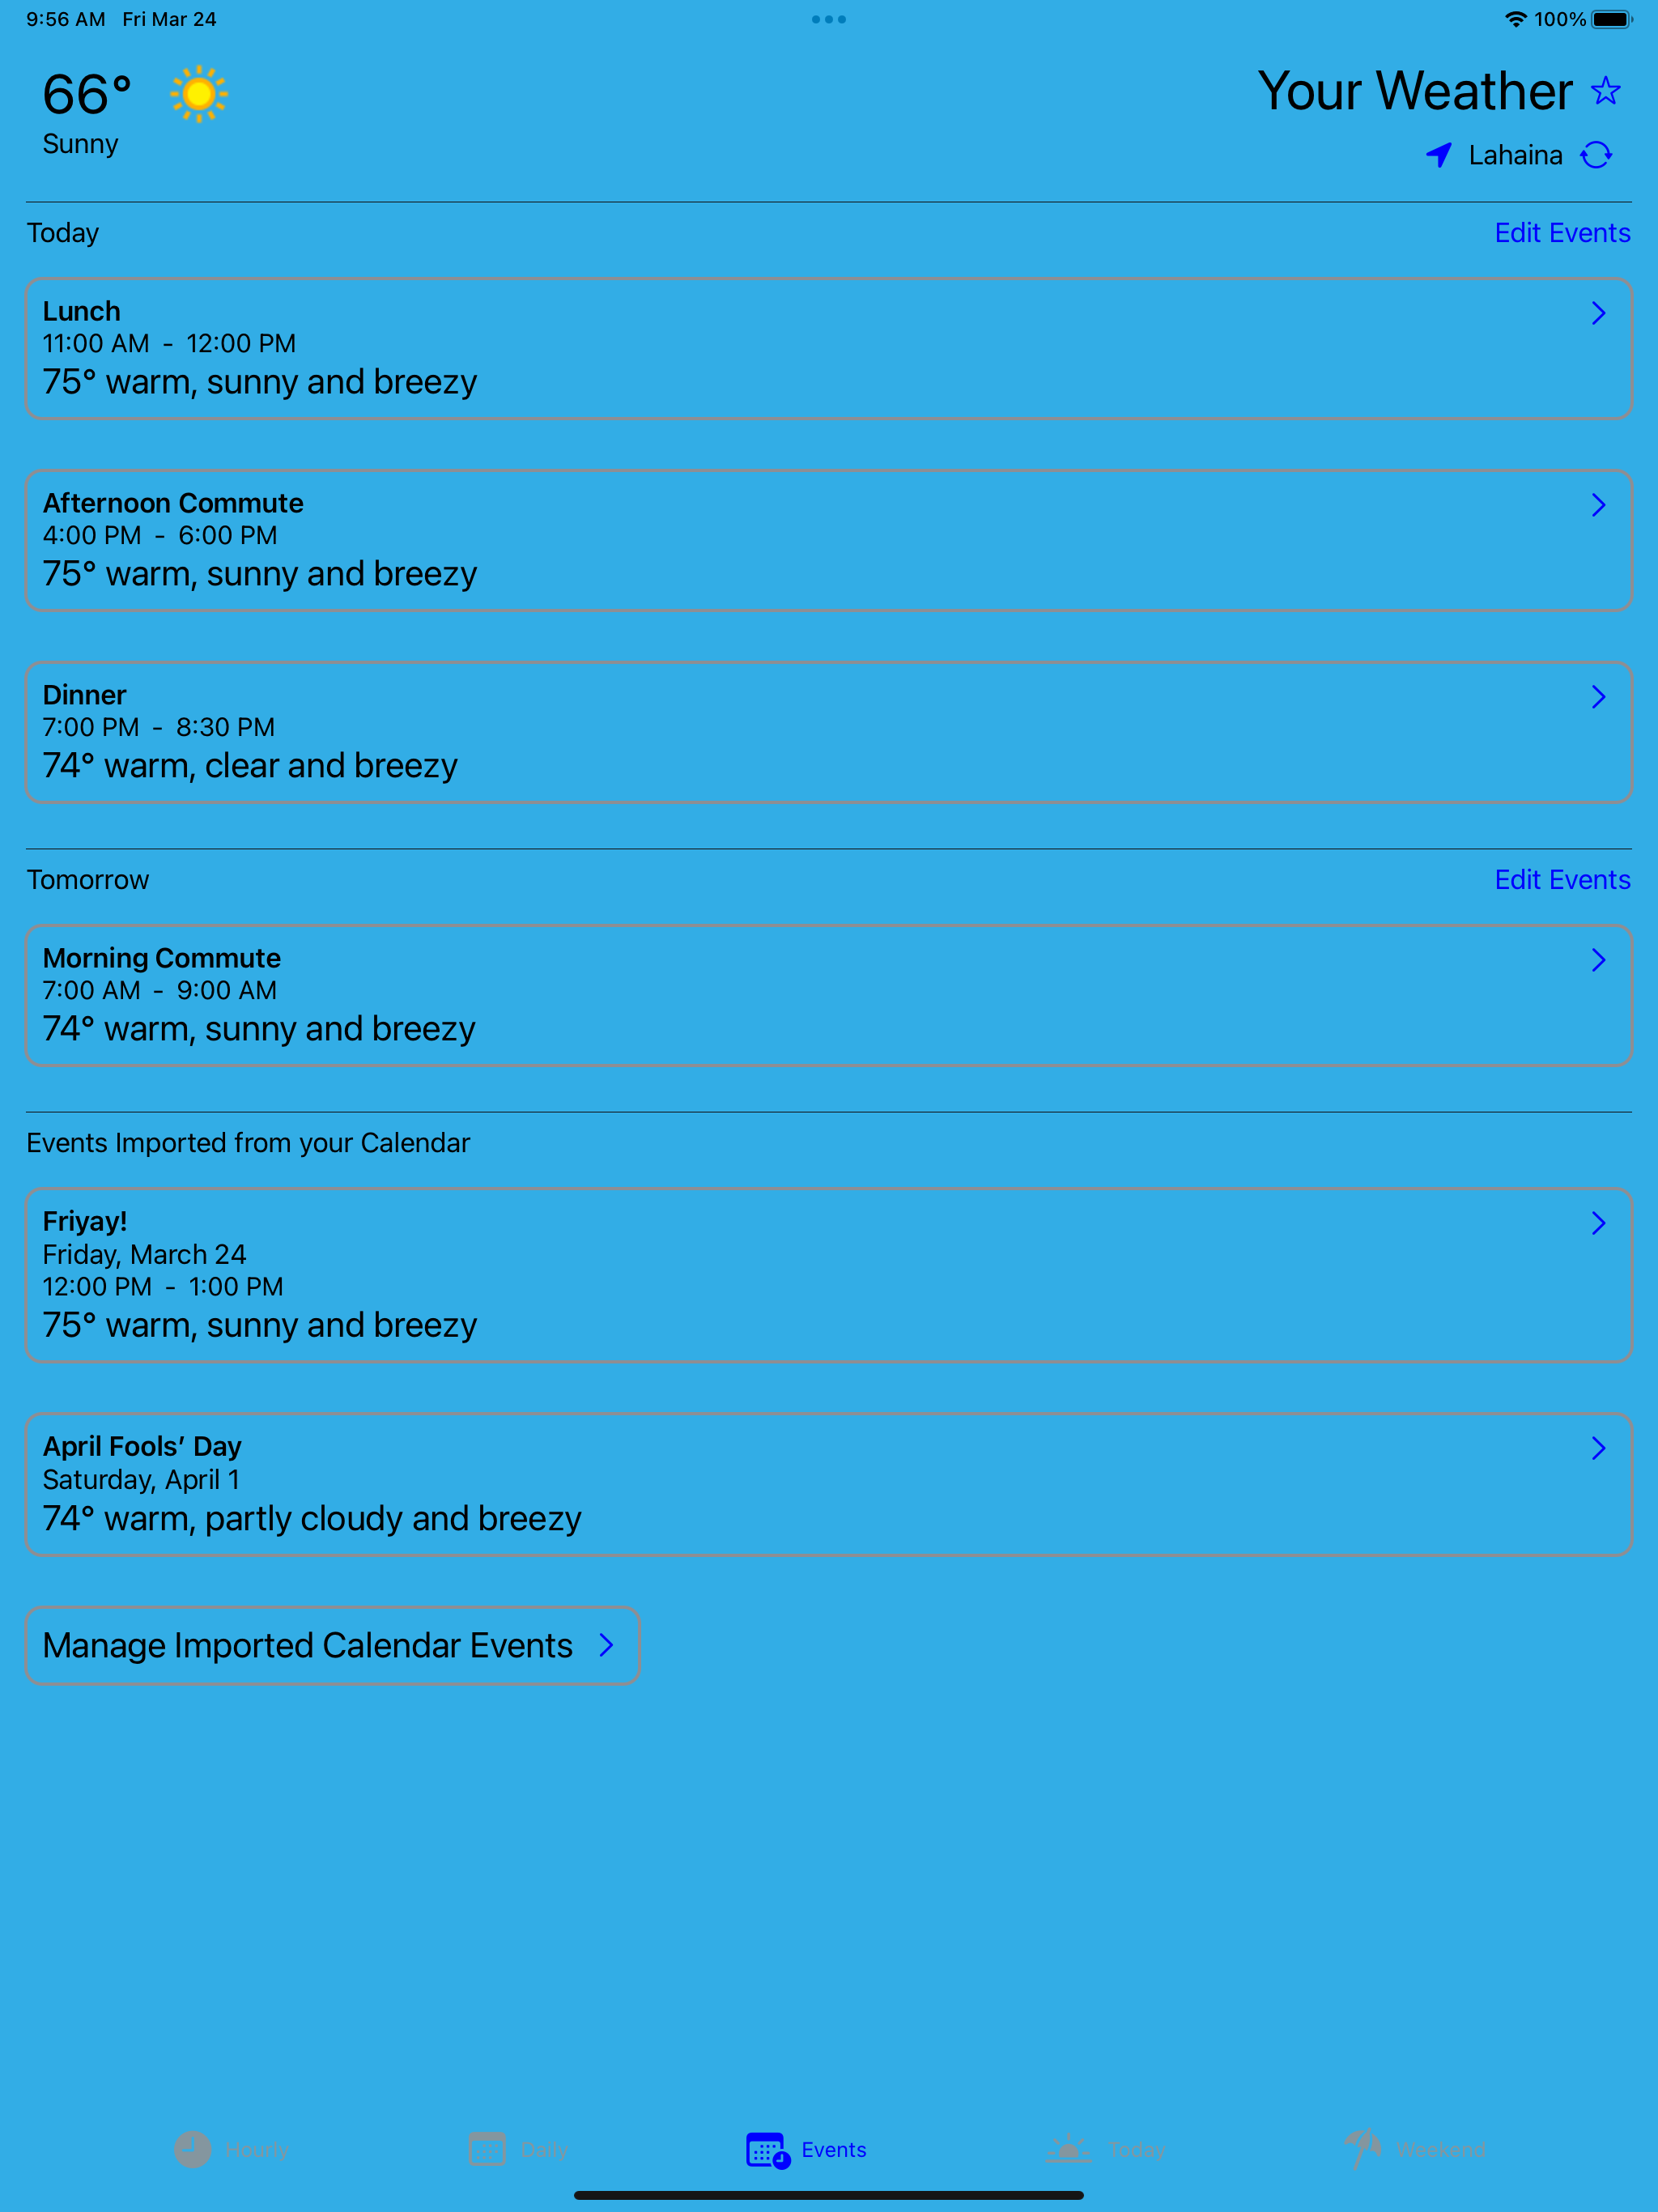 9:56 AM Fri Mar 24
100%
66°
Sunny
Your Weather
Lahaina
Today
Edit Events
Lunch
11:00 AM - 12:00 PM
75° warm, sunny and breezy
Afternoon Commute
4:00 PM - 6:00 PM
75° warm, sunny and breezy
Dinner
7:00 PM - 8:30 PM
74° warm, clear and breezy
Tomorrow
Edit Events
Morning Commute
7:00 AM - 9:00 AM
74° warm, sunny and breezy
Events Imported from your Calendar
Friyay!
Friday, March 24
12:00 PM - 1:00 PM
75° warm, sunny and breezy
April Fools’ Day
Saturday, April 1
74° warm, partly cloudy and breezy
Manage Imported Calendar Events
Hourly
Daily
Events
Today
Weekend